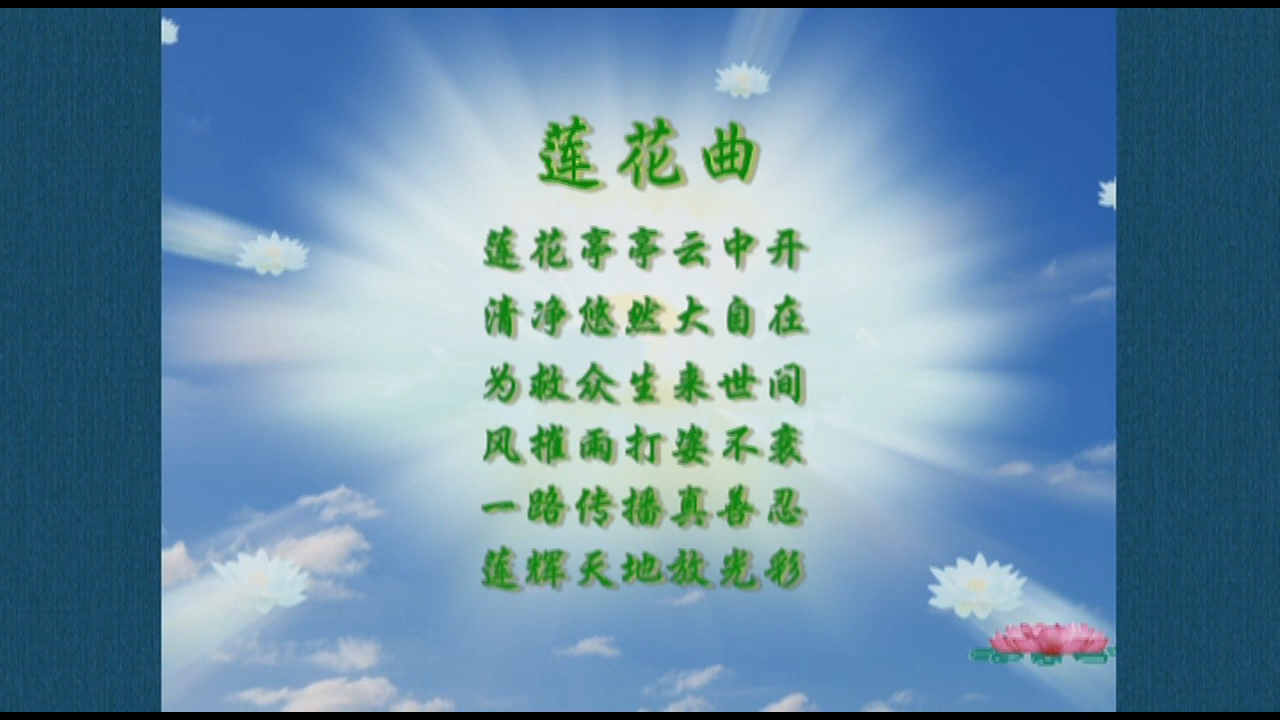 莲花曲
莲花亭亭云中开
清净悠然大自在
为救众生来世间
风摧雨打姿不衰
一路传播真善忍
莲辉天地放光彩